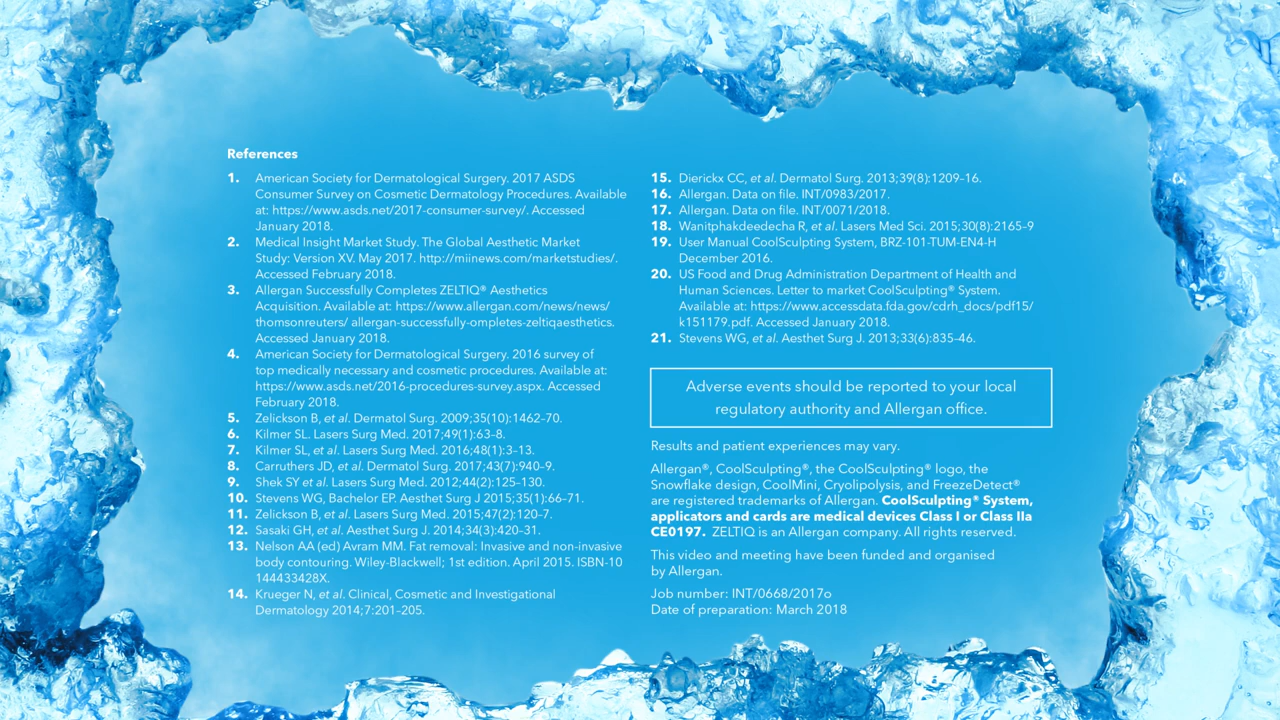 References
1. American Society for Dermatological Surgery. 2017 ASDS
Consumer Survey on Cosmetic Dermatology Procedures. Available
at: https://www.asds.net/2017-consumer-survey/. Accessed
January 2018.
2. Medical Insight Market Study. The Global Aesthetic Market
Study: Version XV. May 2017. http://miinews.com/marketstudies/.
Accessed February 2018.
3. Allergan Successfully Completes ZELTIQ® Aesthetics
Acquisition. Available at: https://www.allergan.com/news/news/
thomsonreuters/ allergan-successfully-ompletes-zeltiqaesthetics.
Accessed January 2018.
4. American Society for Dermatological Surgery. 2016 survey of
top medically necessary and cosmetic procedures. Available at:
https://www.asds.net/2016-procedures-survey.aspx. Accessed
February 2018.
5. Zelickson B, et al. Dermatol Surg. 2009;35(10):1462–70.
6. Kilmer SL. Lasers Surg Med. 2017;49(1):63–8.
7. Kilmer SL, et al. Lasers Surg Med. 2016;48(1):3–13.
8. Carruthers JD, et al. Dermatol Surg. 2017;43(7):940–9.
9. Shek SY et al. Lasers Surg Med. 2012;44(2):125–130.
10. Stevens WG, Bachelor EP. Aesthet Surg J 2015;35(1):66–71.
11. Zelickson B, et al. Lasers Surg Med. 2015;47(2):120–7.
12. Sasaki GH, et al. Aesthet Surg J. 2014;34(3):420–31.
13. Nelson AA (ed) Avram MM. Fat removal: Invasive and non-invasive
body contouring. Wiley-Blackwell; 1st edition. April 2015. ISBN-10
144433428X.
14. Krueger N, et al. Clinical, Cosmetic and Investigational
Dermatology 2014;7:201–205.
15. Dierickx CC, et al. Dermatol Surg. 2013;39(8):1209–16.
16. Allergan. Data on file. INT/0983/2017.
17. Allergan. Data on file. INT/0071/2018.
18. Wanitphakdeedecha R, et al. Lasers Med Sci. 2015;30(8):2165–9
19. User Manual CoolSculpting System, BRZ-101-TUM-EN4-H
December 2016.
20. US Food and Drug Administration Department of Health and
Human Sciences. Letter to market CoolSculpting® System.
Available at: https://www.accessdata.fda.gov/cdrh_docs/pdf15/
k151179.pdf. Accessed January 2018.
21. Stevens WG, et al. Aesthet Surg J. 2013;33(6):835–46.
Adverse events should be reported to your local
regulatory authority and Allergan office.
Results and patient experiences may vary.
Allergan®, CoolSculpting®, the CoolSculpting® logo, the
Snowflake design, CoolMini, Cryolipolysis, and FreezeDetect®
are registered trademarks of Allergan. CoolSculpting® System,
applicators and cards are medical devices Class I or Class IIa
CE0197. ZELTIQ is an Allergan company. All rights reserved.
This video and meeting have been funded and organised
by Allergan.
Job number: INT/0668/2017o
Date of preparation: March 2018